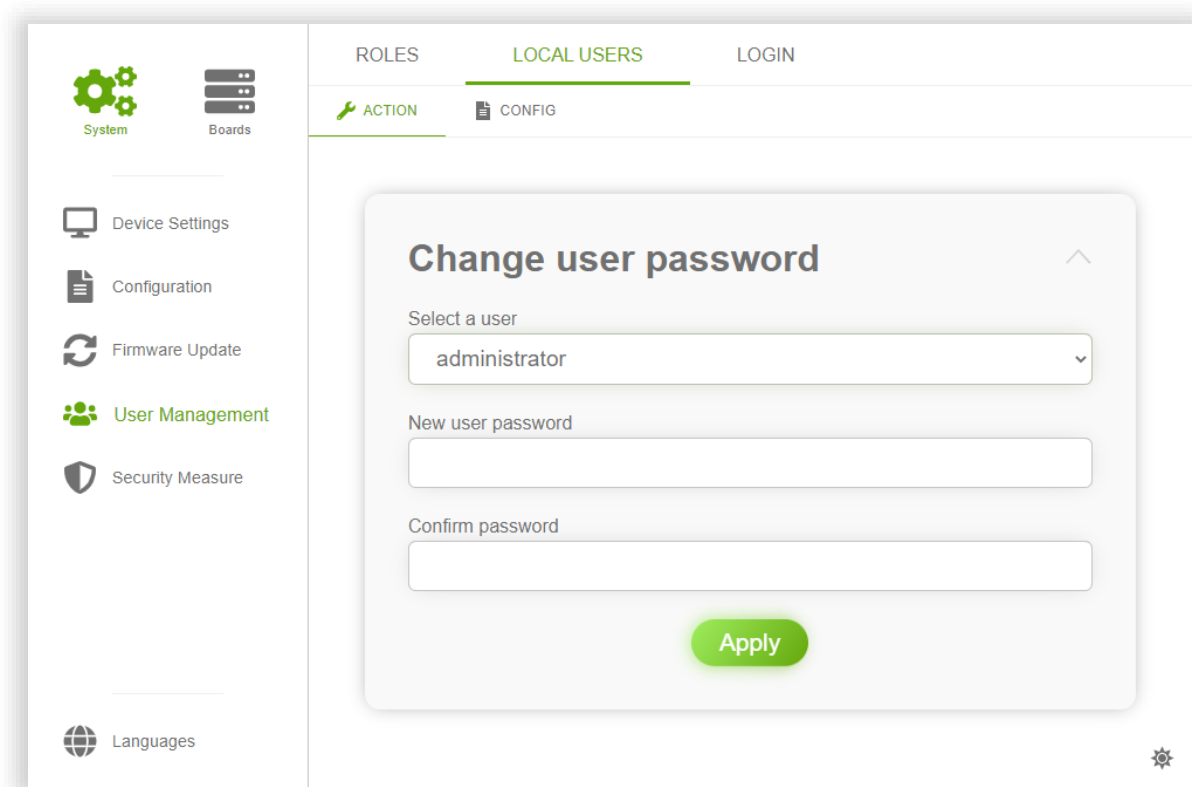 System
Boards
Device Settings
Configuration
Firmware Update
User Management
Security Measure
Languages
ROLES
LOCAL USERS
LOGIN
ACTION
CONFIG
Change user password
Select a user
administrator
New user password
Confirm password
Apply